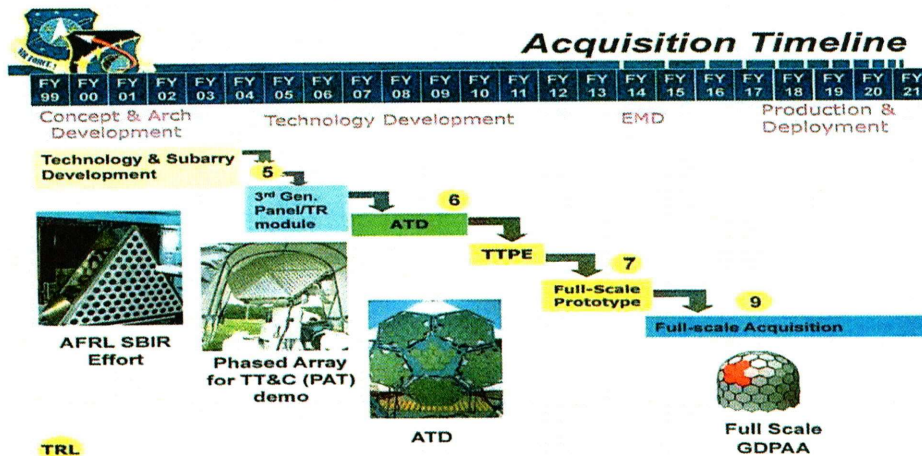 Acquisition Timeline
FY 99 FY 00 FY 01 FY 02 FY 03 FY 04 FY 05 FY 06 FY 07 FY 08 FY 09 FY 10 FY 11 FY 12 FY 13 FY 14 FY 15 FY 16 FY 17 FY 18 FY 19 FY 20 FY 21
Concept & Arch
Development
Technology Development
EMD
Production &
Deployment
Technology & Subarry
Development
5
3rd Gen.
Panel/TR
module
6
ATD
TTPE
7
Full-Scale
Prototype
9
Full-scale Acquisition
AFRL SBIR
Effort
Phased Array
for TT&C (PAT)
demo
ATD
Full Scale
GDPAA
TRL